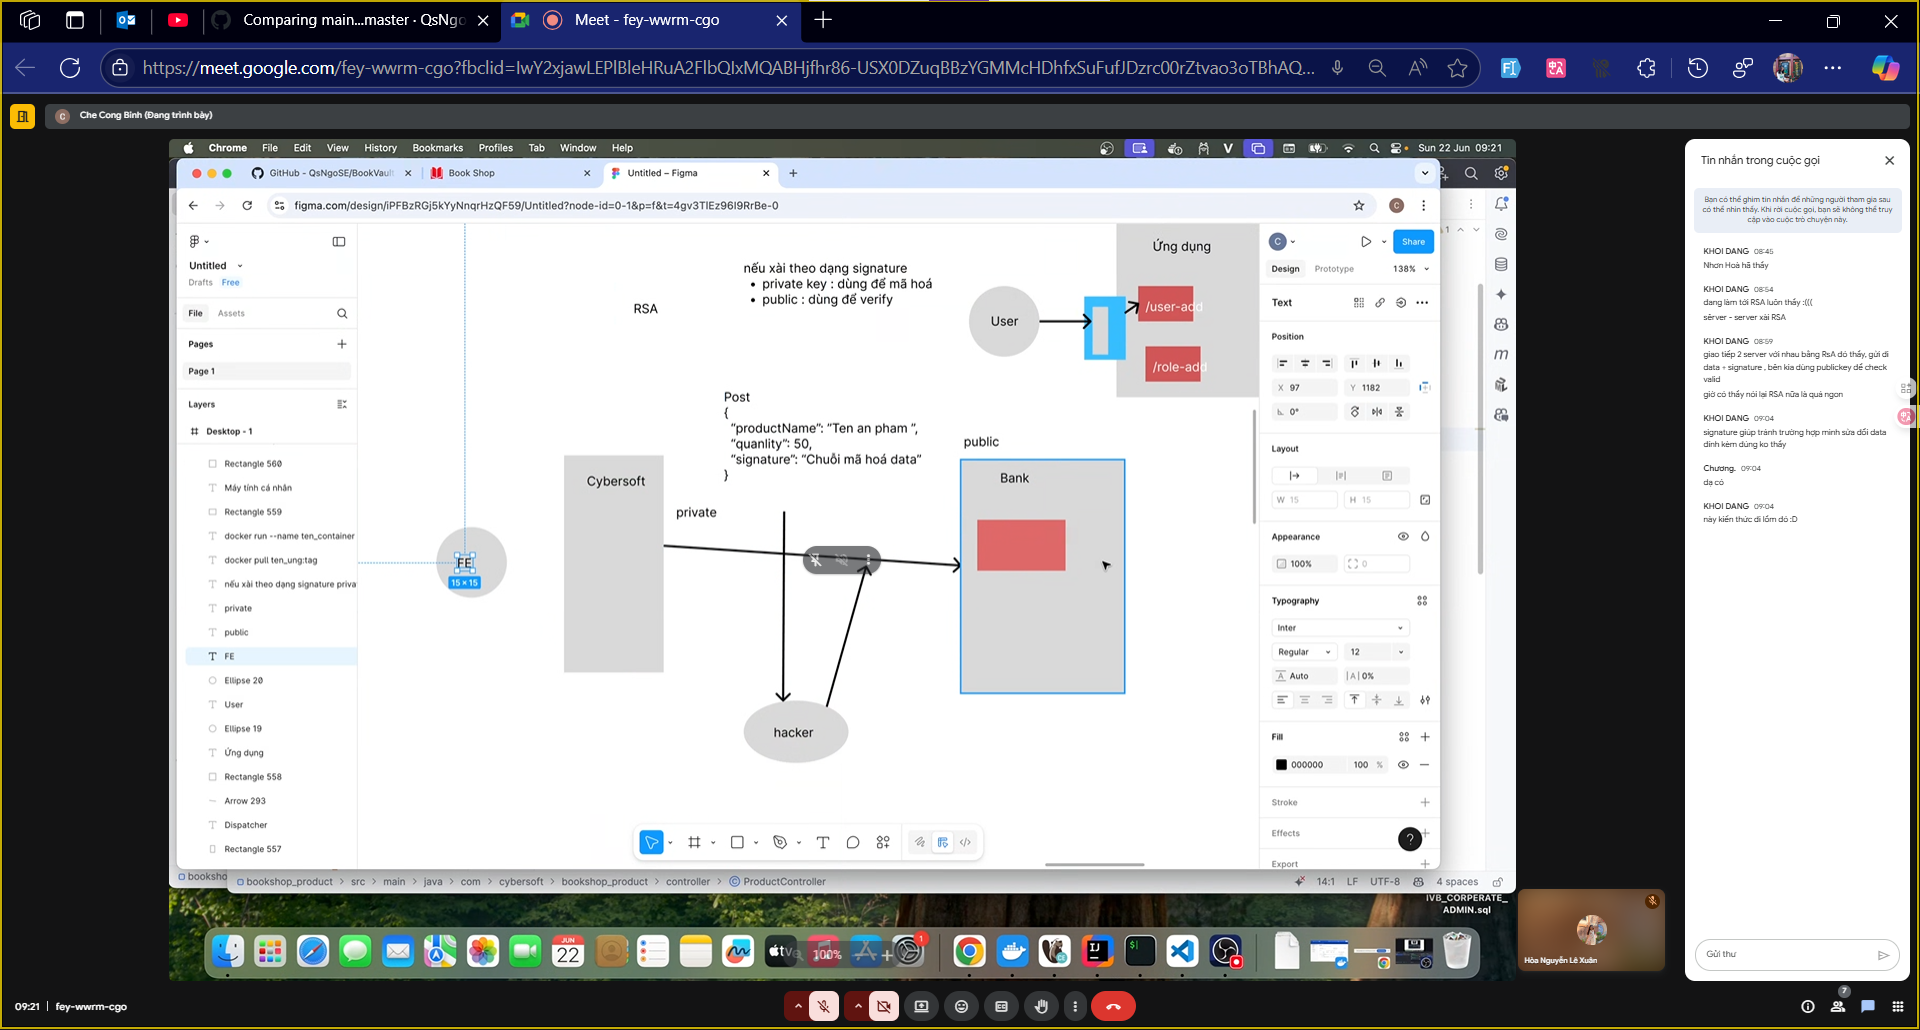 Comparing main...master · QsNgo
Meet - fey-wwrm-cgo
https://meet.google.com/fey-wwrm-cgo?fbclid=IwY2xjawLEPlBleHRuA2FlbQIxMQABHjfhr86-USX0DZuqBBzYGMMcHDhfxSuFufJDzrc00rZtvao3oTBhAQ...
Che Cong Binh (Đang trình bày)
Chrome File Edit View History Bookmarks Profiles Tab Window Help
Sun 22 Jun 09:21
GitHub - QsNgoSE/BookVault
Book Shop
Untitled – Figma
figma.com/design/iPFBzRGj5kYyNnqrHzQF59/Untitled?node-id=0-1&p=f&t=4gv3TlEz96I9RrBe-0
Untitled
Drafts Free
File Assets
Pages
Page 1
Layers
Desktop - 1
Rectangle 560
Máy tính cá nhân
Rectangle 559
docker run --name ten_container
docker pull ten_ung:tag
nếu xài theo dạng signature priva
private
public
FE
Ellipse 20
User
Ellipse 19
Ứng dụng
Rectangle 558
Arrow 293
Dispatcher
Rectangle 557
RSA
nếu xài theo dạng signature
• private key : dùng để mã hoá
• public : dùng để verify
User
Ứng dụng
/user-add
/role-add
Post
{
"productName": "Ten an pham ",
"quanlity": 50,
"signature": "Chuỗi mã hoá data"
}
Cybersoft
private
public
Bank
FE
15 × 15
hacker
Share
Design Prototype 138%
Text
Position
X 97 Y 1182
0°
Layout
W 15 H 15
Appearance
100% 0
Typography
Inter
Regular 12
Auto |A| 0%
Fill
000000 100 %
Stroke
Effects
Export
booksho
bookshop_product > src > main > java > com > cybersoft > bookshop_product > controller > ProductController
14:1 LF UTF-8 4 spaces
IVB_CORPERATE_
ADMIN.sql
JUN
22
tv
100%
1
Hòa Nguyễn Lê Xuân
Tin nhắn trong cuộc gọi
Bạn có thể ghim tin nhắn để những người tham gia sau
có thể nhìn thấy. Khi rời cuộc gọi, bạn sẽ không thể truy
cập vào cuộc trò chuyện này.
KHOI DANG 08:45
Nhơn Hoà hã thầy
KHOI DANG 08:54
đang làm tới RSA luôn thầy :(((
sẻrver - server xài RSA
KHOI DANG 08:59
giao tiếp 2 server với nhau bằng RsA đó thầy, gửi đi
data + signature , bên kia dùng publickey để check
valid
giờ có thầy nói lại RSA nữa là quá ngon
KHOI DANG 09:04
signature giúp tránh trường hợp mình sửa đổi data
đính kèm đúng ko thầy
Chương. 09:04
dạ có
KHOI DANG 09:04
này kiến thức đi lồm đó :D
Gửi thư
09:21 | fey-wwrm-cgo
7